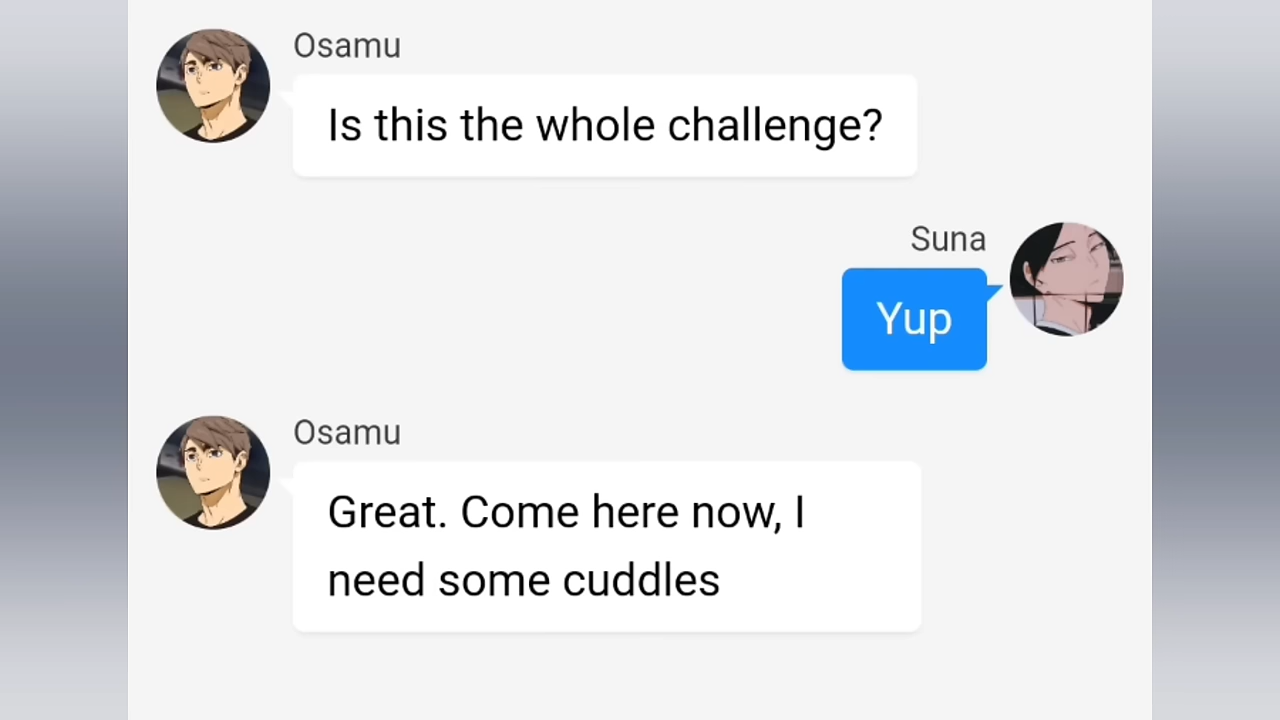 Osamu
Is this the whole challenge?
Suna
Yup
Osamu
Great. Come here now, I
need some cuddles